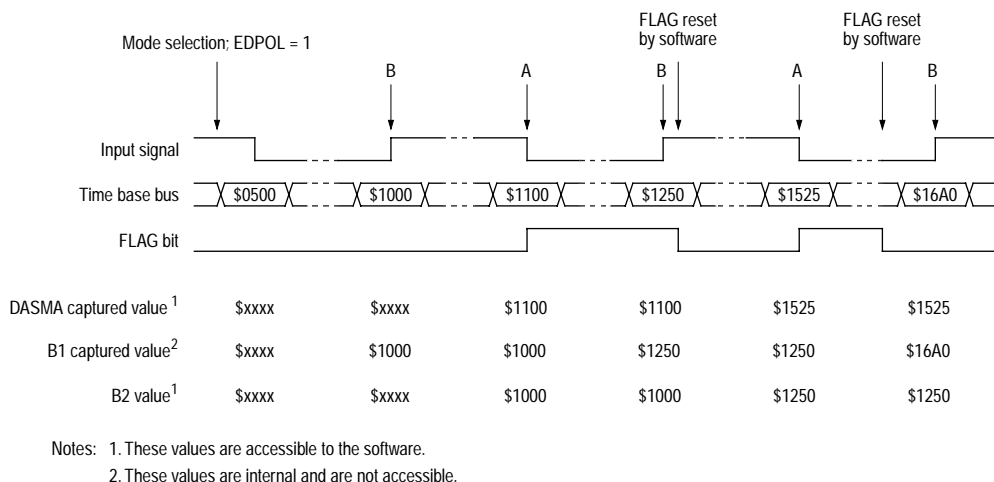 FLAG reset
by software
FLAG reset
by software
Mode selection; EDPOL = 1
B A B A B
Input signal
Time base bus $0500 $1000 $1100 $1250 $1525 $16A0
FLAG bit
DASMA captured value 1 $xxxx $xxxx $1100 $1100 $1525 $1525
B1 captured value2 $xxxx $1000 $1000 $1250 $1250 $16A0
B2 value1 $xxxx $xxxx $1000 $1000 $1250 $1250
Notes: 1. These values are accessible to the software.
2. These values are internal and are not accessible.